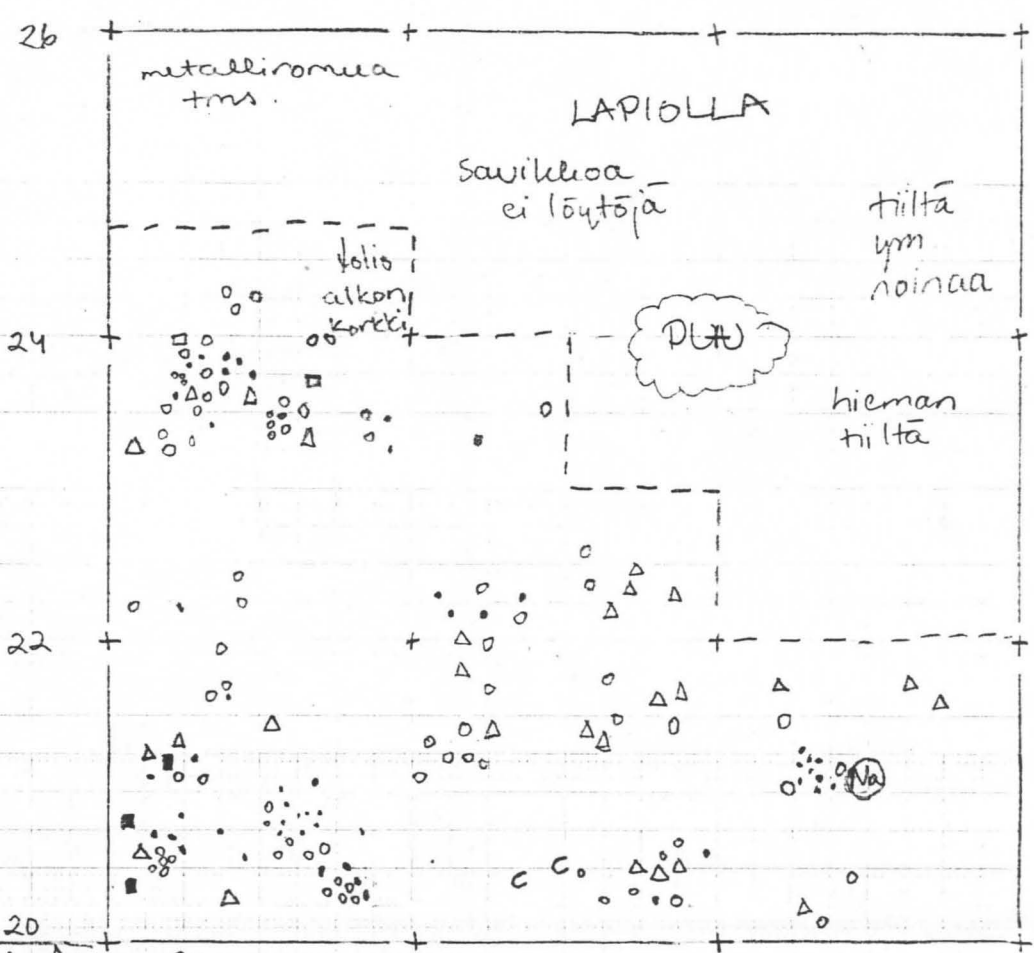 26
metalliromua
tms.
LAPIOLLA
Savikkoa
ei löytöjä
tiiltä
ym
roinaa
folio
alkon
korkki
24
PUU
hieman
tiiltä
22
Na
C C
20